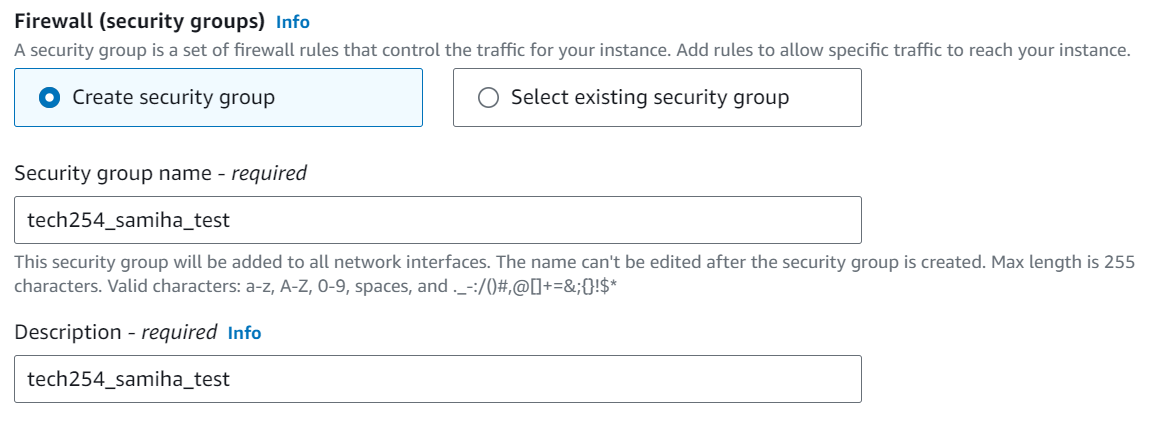 Firewall (security groups) Info
A security group is a set of firewall rules that control the traffic for your instance. Add rules to allow specific traffic to reach your instance.
Create security group
Select existing security group
Security group name - required
tech254_samiha_test
This security group will be added to all network interfaces. The name can't be edited after the security group is created. Max length is 255
characters. Valid characters: a-z, A-Z, 0-9, spaces, and ._-:/()#,@[]+=&;{}!$*
Description - required Info
tech254_samiha_test